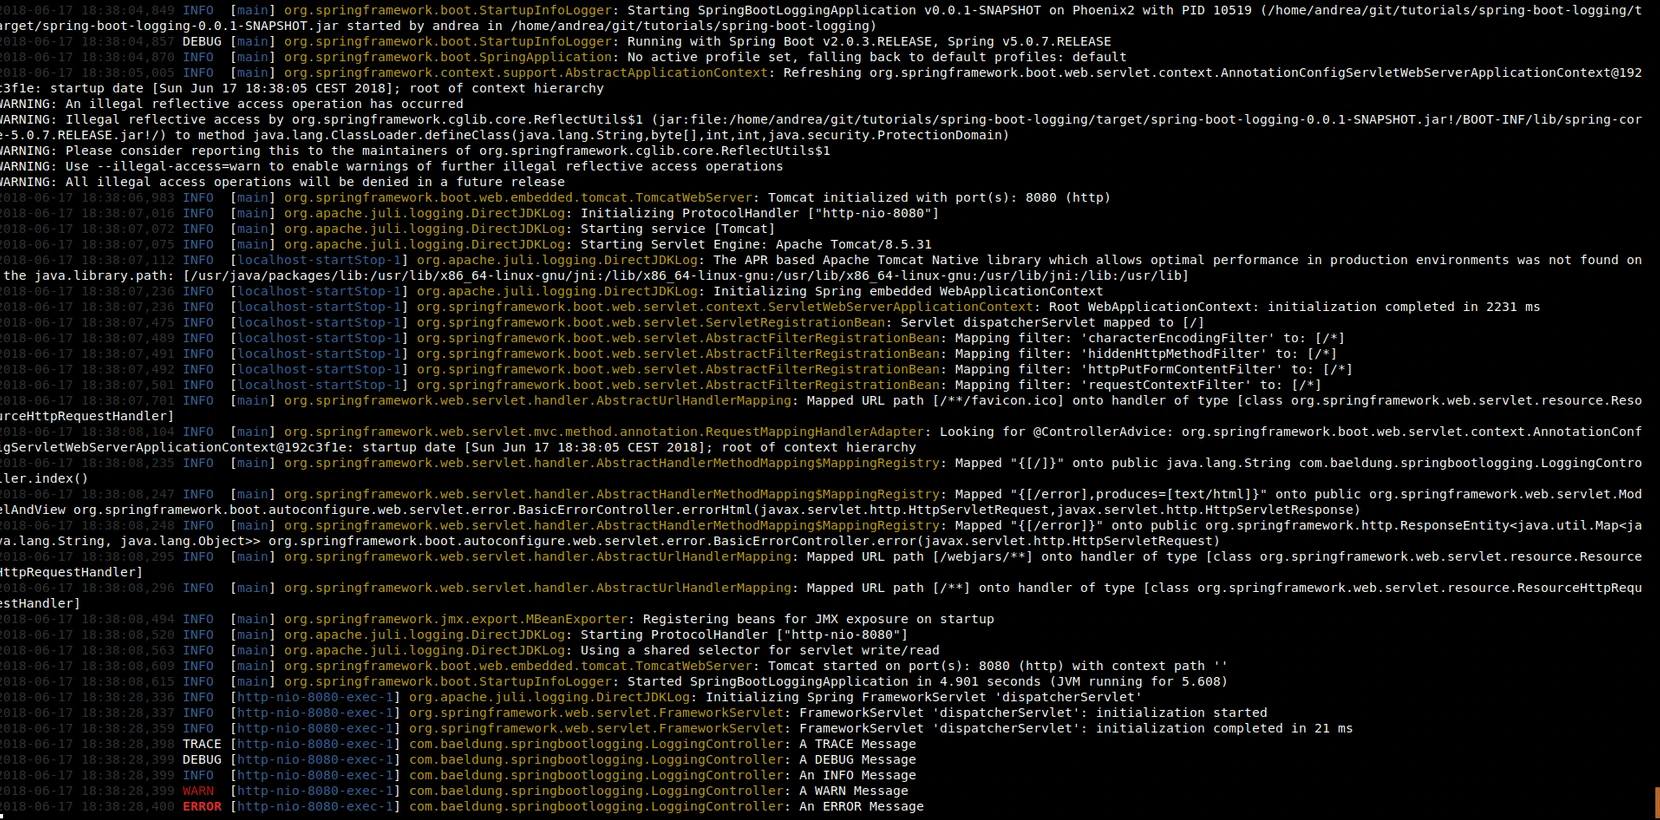 2018-06-17 18:38:04,849 INFO  [main] org.springframework.boot.StartupInfoLogger: Starting SpringBootLoggingApplication v0.0.1-SNAPSHOT on Phoenix2 with PID 10519 (/home/andrea/git/tutorials/spring-boot-logging/t
arget/spring-boot-logging-0.0.1-SNAPSHOT.jar started by andrea in /home/andrea/git/tutorials/spring-boot-logging)
2018-06-17 18:38:04,857 DEBUG [main] org.springframework.boot.StartupInfoLogger: Running with Spring Boot v2.0.3.RELEASE, Spring v5.0.7.RELEASE
2018-06-17 18:38:04,870 INFO  [main] org.springframework.boot.SpringApplication: No active profile set, falling back to default profiles: default
2018-06-17 18:38:05,005 INFO  [main] org.springframework.context.support.AbstractApplicationContext: Refreshing org.springframework.boot.web.servlet.context.AnnotationConfigServletWebServerApplicationContext@192
c3f1e: startup date [Sun Jun 17 18:38:05 CEST 2018]; root of context hierarchy
WARNING: An illegal reflective access operation has occurred
WARNING: Illegal reflective access by org.springframework.cglib.core.ReflectUtils$1 (jar:file:/home/andrea/git/tutorials/spring-boot-logging/target/spring-boot-logging-0.0.1-SNAPSHOT.jar!/BOOT-INF/lib/spring-cor
e-5.0.7.RELEASE.jar!/) to method java.lang.ClassLoader.defineClass(java.lang.String,byte[],int,int,java.security.ProtectionDomain)
WARNING: Please consider reporting this to the maintainers of org.springframework.cglib.core.ReflectUtils$1
WARNING: Use --illegal-access=warn to enable warnings of further illegal reflective access operations
WARNING: All illegal access operations will be denied in a future release
2018-06-17 18:38:06,983 INFO  [main] org.springframework.boot.web.embedded.tomcat.TomcatWebServer: Tomcat initialized with port(s): 8080 (http)
2018-06-17 18:38:07,016 INFO  [main] org.apache.juli.logging.DirectJDKLog: Initializing ProtocolHandler ["http-nio-8080"]
2018-06-17 18:38:07,072 INFO  [main] org.apache.juli.logging.DirectJDKLog: Starting service [Tomcat]
2018-06-17 18:38:07,075 INFO  [main] org.apache.juli.logging.DirectJDKLog: Starting Servlet Engine: Apache Tomcat/8.5.31
2018-06-17 18:38:07,112 INFO  [localhost-startStop-1] org.apache.juli.logging.DirectJDKLog: The APR based Apache Tomcat Native library which allows optimal performance in production environments was not found on
 the java.library.path: [/usr/java/packages/lib:/usr/lib/x86_64-linux-gnu/jni:/lib/x86_64-linux-gnu:/usr/lib/x86_64-linux-gnu:/usr/lib/jni:/lib:/usr/lib]
2018-06-17 18:38:07,236 INFO  [localhost-startStop-1] org.apache.juli.logging.DirectJDKLog: Initializing Spring embedded WebApplicationContext
2018-06-17 18:38:07,236 INFO  [localhost-startStop-1] org.springframework.boot.web.servlet.context.ServletWebServerApplicationContext: Root WebApplicationContext: initialization completed in 2231 ms
2018-06-17 18:38:07,475 INFO  [localhost-startStop-1] org.springframework.boot.web.servlet.ServletRegistrationBean: Servlet dispatcherServlet mapped to [/]
2018-06-17 18:38:07,489 INFO  [localhost-startStop-1] org.springframework.boot.web.servlet.AbstractFilterRegistrationBean: Mapping filter: 'characterEncodingFilter' to: [/*]
2018-06-17 18:38:07,491 INFO  [localhost-startStop-1] org.springframework.boot.web.servlet.AbstractFilterRegistrationBean: Mapping filter: 'hiddenHttpMethodFilter' to: [/*]
2018-06-17 18:38:07,492 INFO  [localhost-startStop-1] org.springframework.boot.web.servlet.AbstractFilterRegistrationBean: Mapping filter: 'httpPutFormContentFilter' to: [/*]
2018-06-17 18:38:07,501 INFO  [localhost-startStop-1] org.springframework.boot.web.servlet.AbstractFilterRegistrationBean: Mapping filter: 'requestContextFilter' to: [/*]
2018-06-17 18:38:07,701 INFO  [main] org.springframework.web.servlet.handler.AbstractUrlHandlerMapping: Mapped URL path [/**/favicon.ico] onto handler of type [class org.springframework.web.servlet.resource.Reso
urceHttpRequestHandler]
2018-06-17 18:38:08,104 INFO  [main] org.springframework.web.servlet.mvc.method.annotation.RequestMappingHandlerAdapter: Looking for @ControllerAdvice: org.springframework.boot.web.servlet.context.AnnotationConf
igServletWebServerApplicationContext@192c3f1e: startup date [Sun Jun 17 18:38:05 CEST 2018]; root of context hierarchy
2018-06-17 18:38:08,235 INFO  [main] org.springframework.web.servlet.handler.AbstractHandlerMethodMapping$MappingRegistry: Mapped "{[/]}" onto public java.lang.String com.baeldung.springbootlogging.LoggingContro
ller.index()
2018-06-17 18:38:08,247 INFO  [main] org.springframework.web.servlet.handler.AbstractHandlerMethodMapping$MappingRegistry: Mapped "{[/error],produces=[text/html]}" onto public org.springframework.web.servlet.Mod
elAndView org.springframework.boot.autoconfigure.web.servlet.error.BasicErrorController.errorHtml(javax.servlet.http.HttpServletRequest,javax.servlet.http.HttpServletResponse)
2018-06-17 18:38:08,248 INFO  [main] org.springframework.web.servlet.handler.AbstractHandlerMethodMapping$MappingRegistry: Mapped "{[/error]}" onto public org.springframework.http.ResponseEntity<java.util.Map<ja
va.lang.String, java.lang.Object>> org.springframework.boot.autoconfigure.web.servlet.error.BasicErrorController.error(javax.servlet.http.HttpServletRequest)
2018-06-17 18:38:08,295 INFO  [main] org.springframework.web.servlet.handler.AbstractUrlHandlerMapping: Mapped URL path [/webjars/**] onto handler of type [class org.springframework.web.servlet.resource.Resource
HttpRequestHandler]
2018-06-17 18:38:08,296 INFO  [main] org.springframework.web.servlet.handler.AbstractUrlHandlerMapping: Mapped URL path [/**] onto handler of type [class org.springframework.web.servlet.resource.ResourceHttpRequ
estHandler]
2018-06-17 18:38:08,494 INFO  [main] org.springframework.jmx.export.MBeanExporter: Registering beans for JMX exposure on startup
2018-06-17 18:38:08,520 INFO  [main] org.apache.juli.logging.DirectJDKLog: Starting ProtocolHandler ["http-nio-8080"]
2018-06-17 18:38:08,563 INFO  [main] org.apache.juli.logging.DirectJDKLog: Using a shared selector for servlet write/read
2018-06-17 18:38:08,609 INFO  [main] org.springframework.boot.web.embedded.tomcat.TomcatWebServer: Tomcat started on port(s): 8080 (http) with context path ''
2018-06-17 18:38:08,615 INFO  [main] org.springframework.boot.StartupInfoLogger: Started SpringBootLoggingApplication in 4.901 seconds (JVM running for 5.608)
2018-06-17 18:38:28,336 INFO  [http-nio-8080-exec-1] org.apache.juli.logging.DirectJDKLog: Initializing Spring FrameworkServlet 'dispatcherServlet'
2018-06-17 18:38:28,337 INFO  [http-nio-8080-exec-1] org.springframework.web.servlet.FrameworkServlet: FrameworkServlet 'dispatcherServlet': initialization started
2018-06-17 18:38:28,359 INFO  [http-nio-8080-exec-1] org.springframework.web.servlet.FrameworkServlet: FrameworkServlet 'dispatcherServlet': initialization completed in 21 ms
2018-06-17 18:38:28,398 TRACE [http-nio-8080-exec-1] com.baeldung.springbootlogging.LoggingController: A TRACE Message
2018-06-17 18:38:28,399 DEBUG [http-nio-8080-exec-1] com.baeldung.springbootlogging.LoggingController: A DEBUG Message
2018-06-17 18:38:28,399 INFO  [http-nio-8080-exec-1] com.baeldung.springbootlogging.LoggingController: An INFO Message
2018-06-17 18:38:28,399 WARN  [http-nio-8080-exec-1] com.baeldung.springbootlogging.LoggingController: A WARN Message
2018-06-17 18:38:28,400 ERROR [http-nio-8080-exec-1] com.baeldung.springbootlogging.LoggingController: An ERROR Message